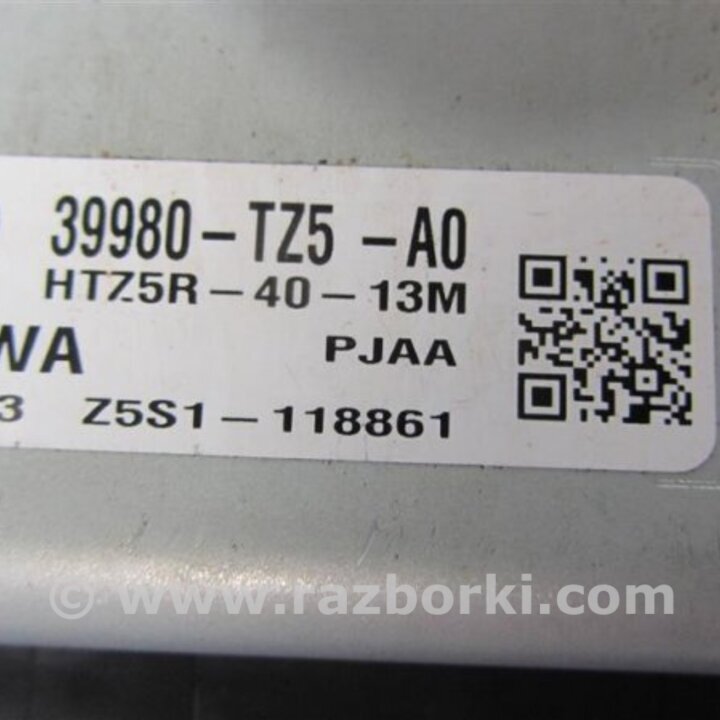 39980-TZ5 -A0
HTZ5R-40-13M
WA PJAA
3 Z5S1-118861
© www.razborki.com